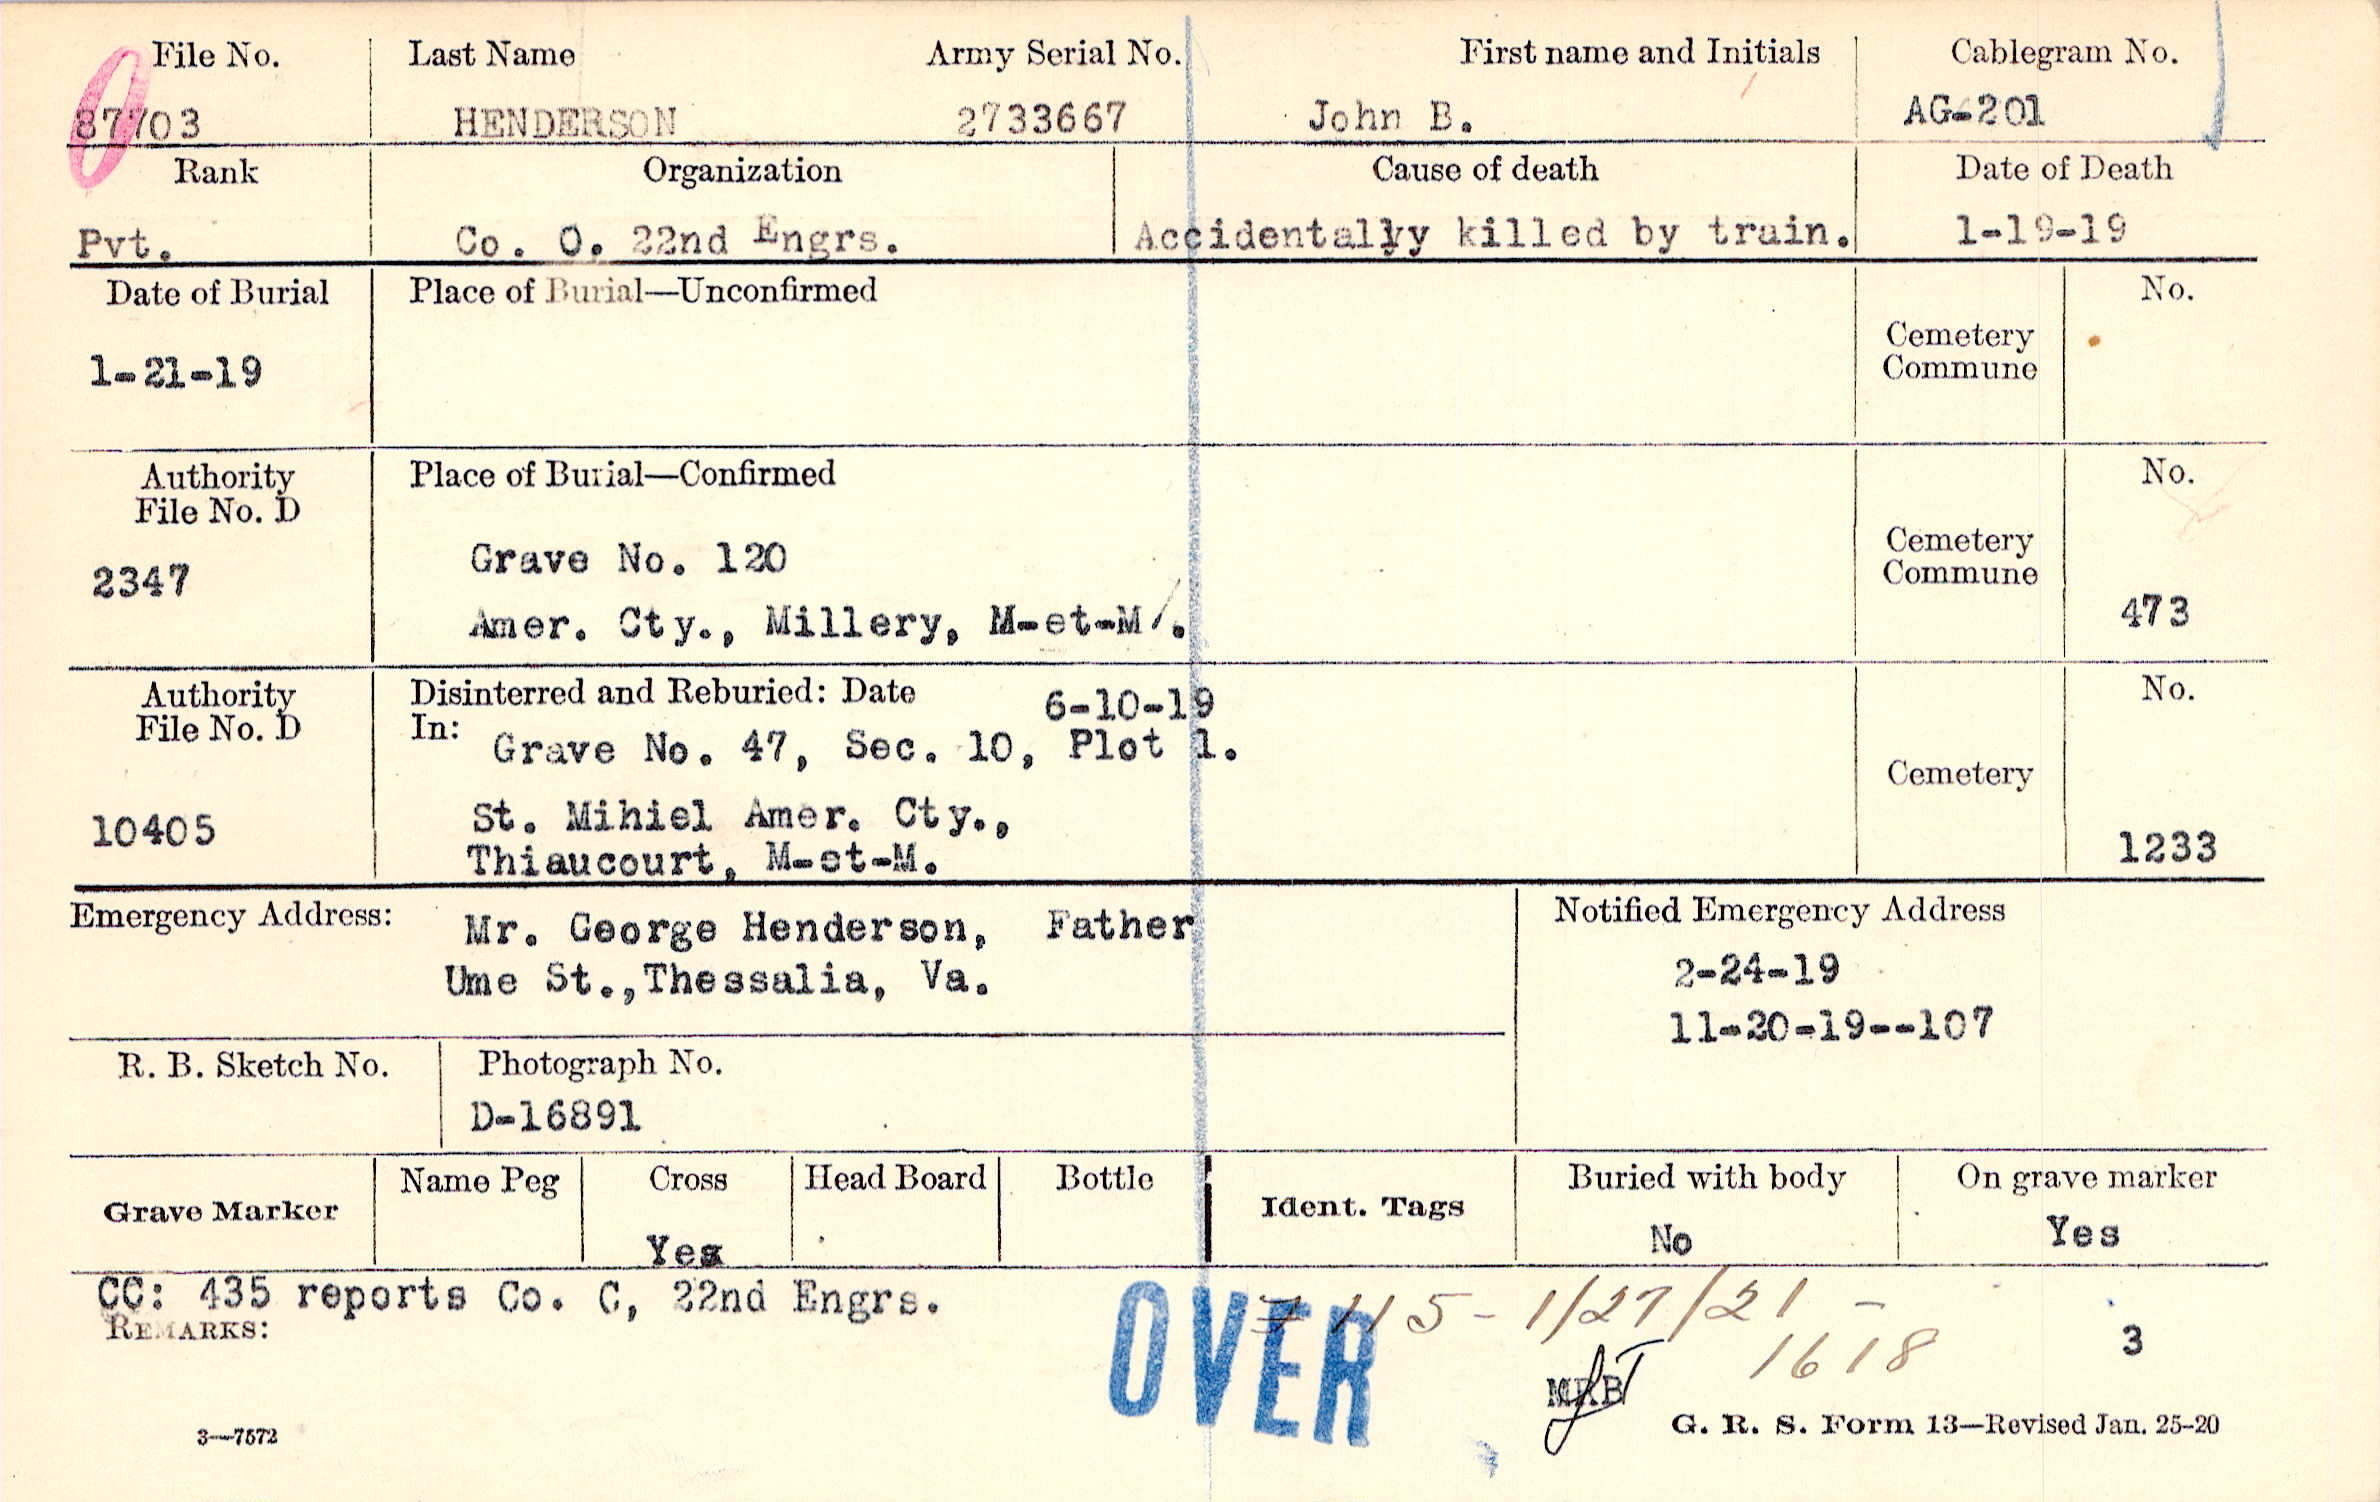 File No.
Last Name
Army Serial No.
First name and Initials
Cablegram No.
87703
HENDERSON
2733667
John B.
AG-201
Rank
Organization
Cause of death
Date of Death
Pvt.
Co. O. 22nd Engrs.
Accidentally killed by train.
1-19-19
Date of Burial
Place of Burial—Unconfirmed
No.
1-21-19
Cemetery
Commune
Authority
File No. D
Place of Burial—Confirmed
No.
2347
Grave No. 120
Amer. Cty., Millery, M-et-M.
Cemetery
Commune
473
Authority
File No. D
Disinterred and Reburied: Date 6-10-19
No.
In: Grave No. 47, Sec. 10, Plot 1.
Cemetery
10405
St. Mihiel Amer. Cty.,
Thiaucourt, M-et-M.
1233
Emergency Address:
Mr. George Henderson, Father
Ume St.,Thessalia, Va.
Notified Emergency Address
2-24-19
11-20-19--107
R. B. Sketch No.
Photograph No.
D-16891
Grave Marker
Name Peg
Cross
Head Board
Bottle
Ident. Tags
Buried with body
On grave marker
Yes
No
Yes
CC: 435 reports Co. C, 22nd Engrs.
REMARKS:
OVER
7115-1/27/21-
1618
3
MRB
3—7572
G. R. S. Form 13—Revised Jan. 25-20